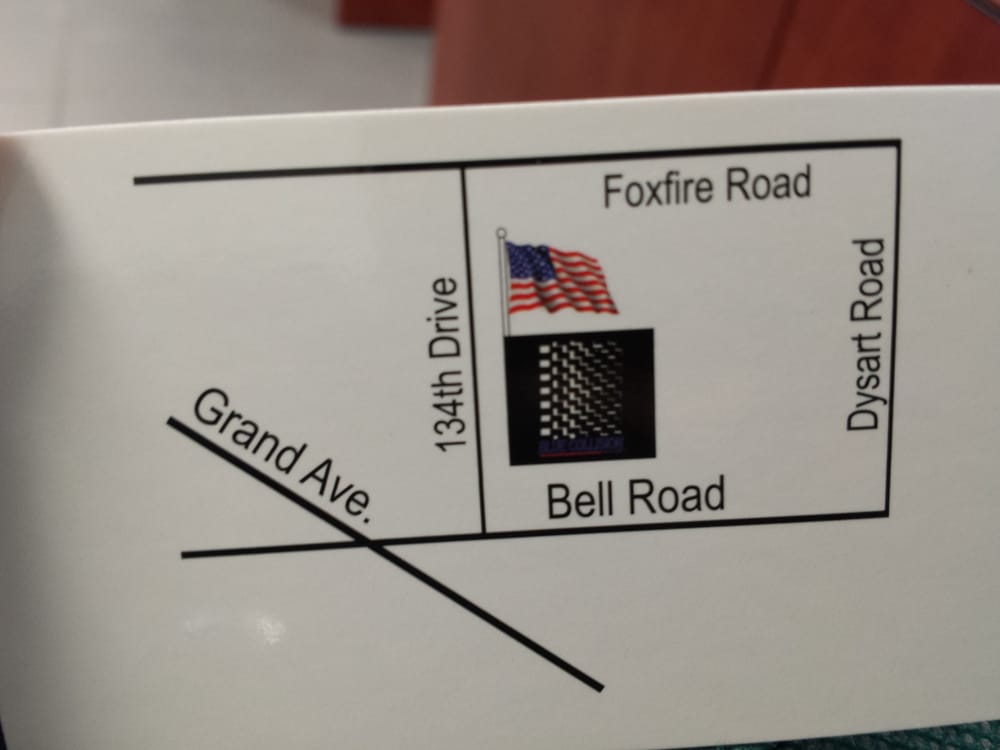 Foxfire Road
134th Drive
Dysart Road
Grand Ave.
Bell Road